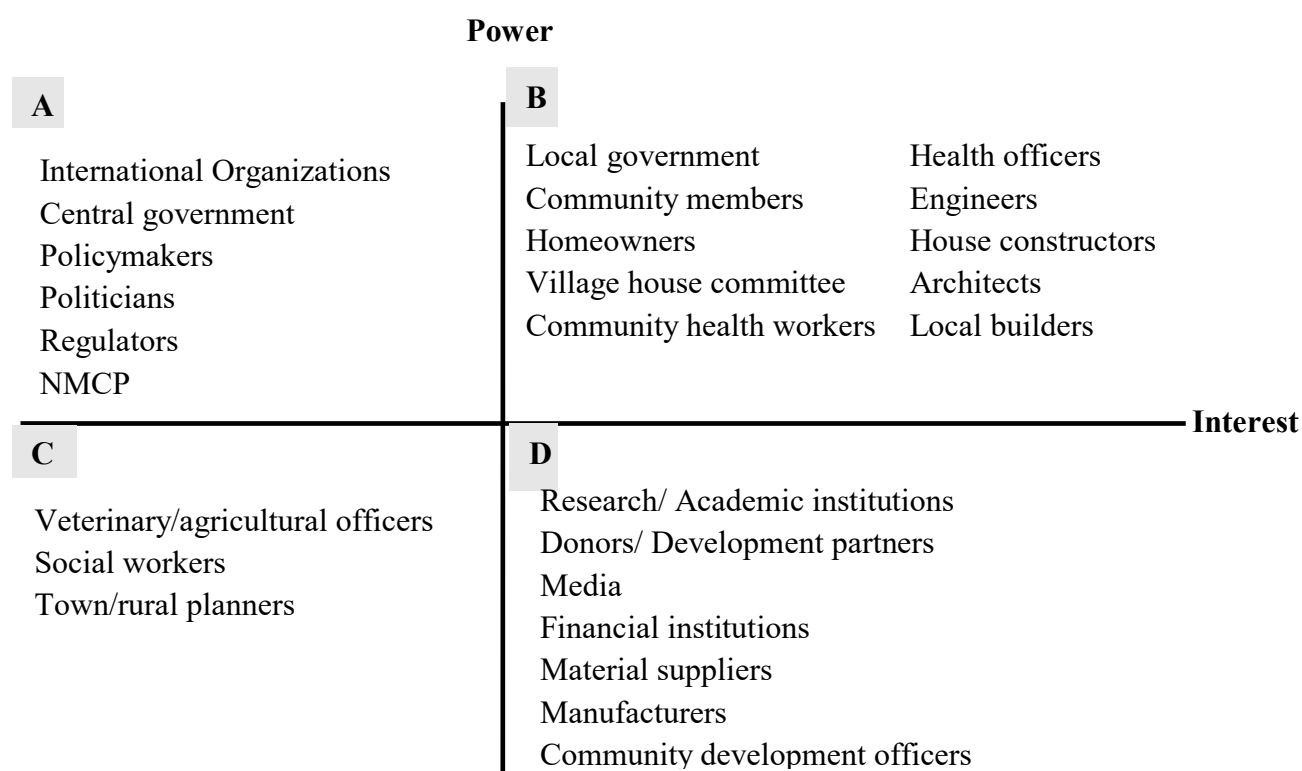 Power
A
International Organizations
Central government
Policymakers
Politicians
Regulators
NMCP
B
Local government
Community members
Homeowners
Village house committee
Community health workers
Health officers
Engineers
House constructors
Architects
Local builders
Interest
C
Veterinary/agricultural officers
Social workers
Town/rural planners
D
Research/ Academic institutions
Donors/ Development partners
Media
Financial institutions
Material suppliers
Manufacturers
Community development officers